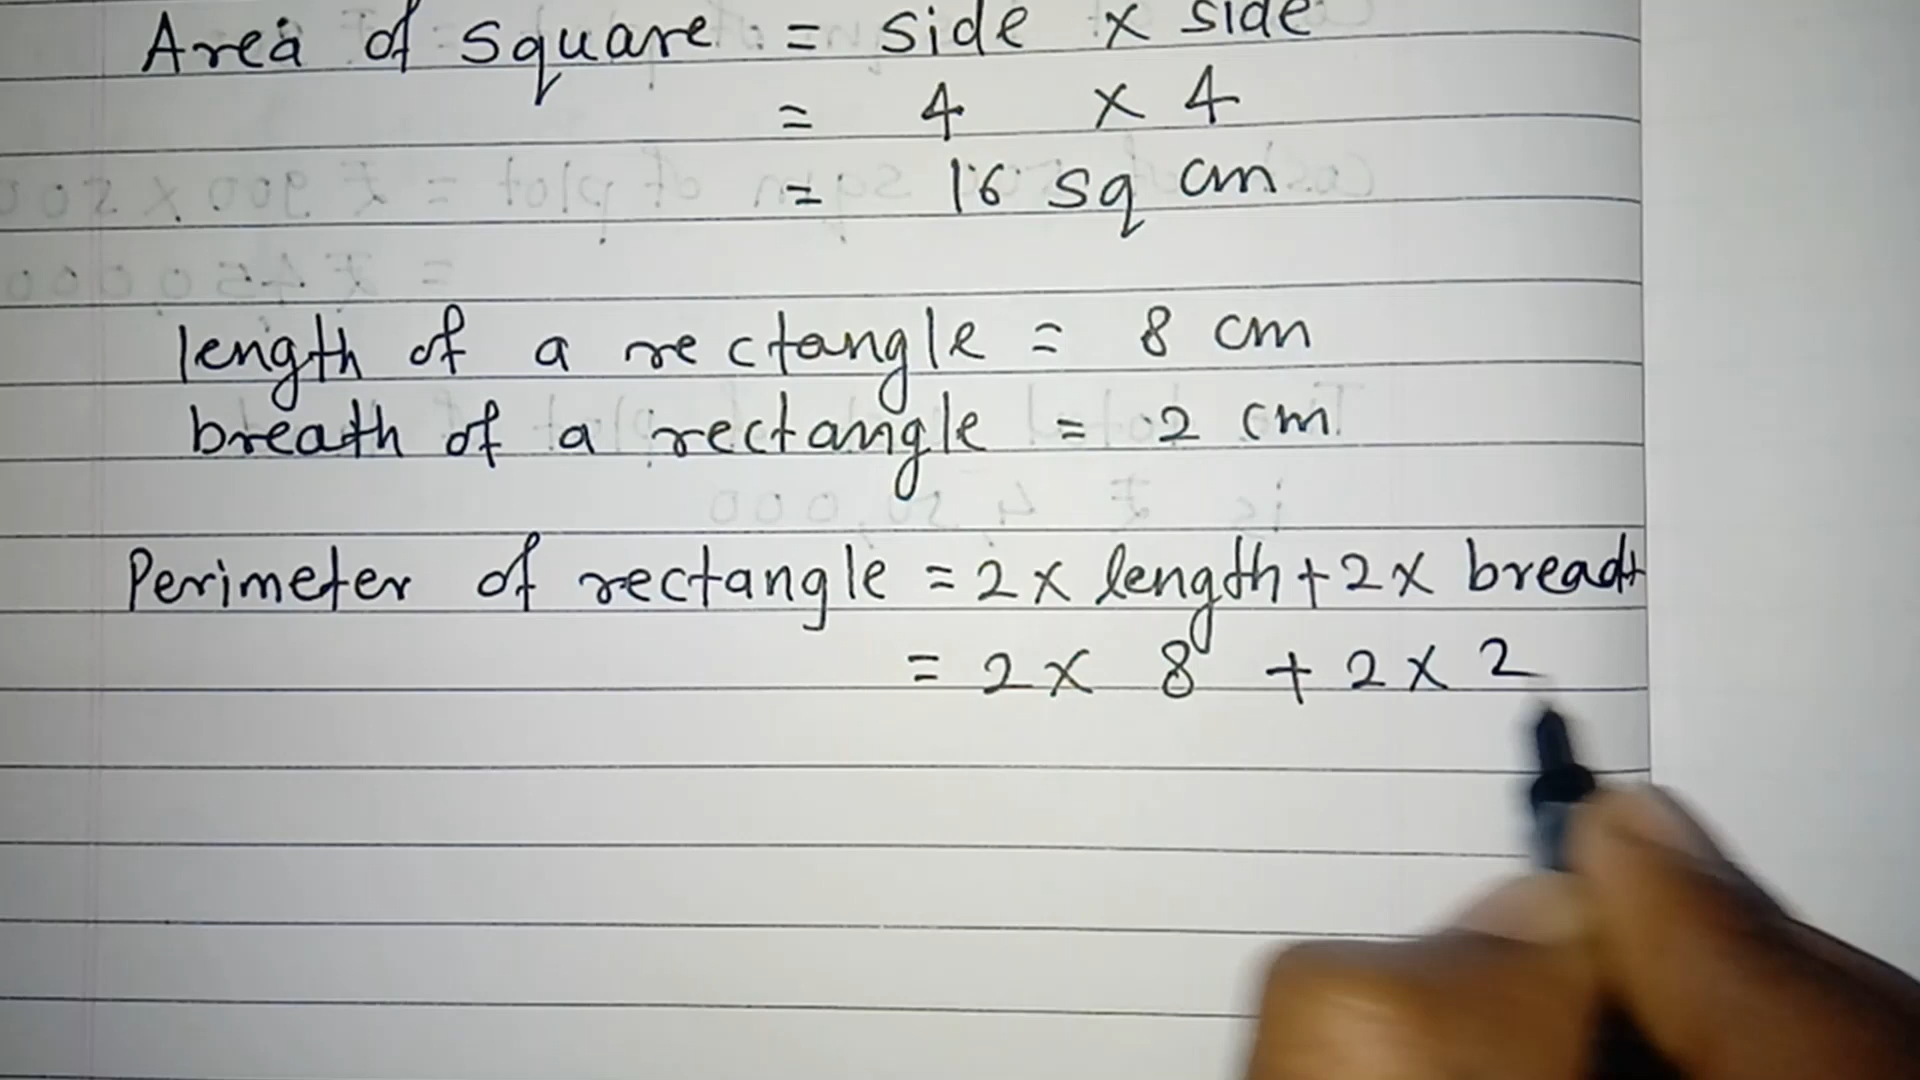 Area of square = side x side
= 4 x 4
= 16 sq cm
length of a rectangle = 8 cm
breath of a rectangle = 2 cm
Perimeter of rectangle = 2 x length + 2 x breadt
= 2 x 8 + 2 x 2